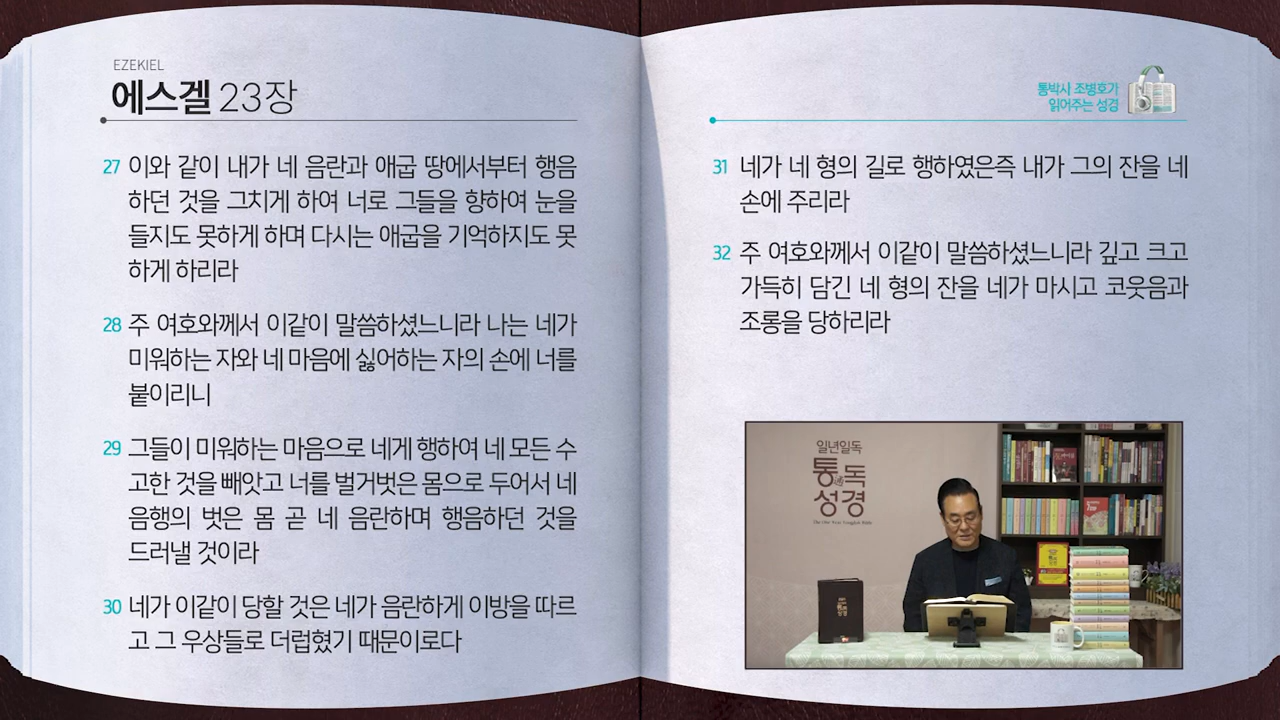 EZEKIEL
에스겔 23장
27 이와 같이 내가 네 음란과 애굽 땅에서부터 행음
하던 것을 그치게 하여 너로 그들을 향하여 눈을
들지도 못하게 하며 다시는 애굽을 기억하지도 못
하게 하리라
28 주 여호와께서 이같이 말씀하셨느니라 나는 네가
미워하는 자와 네 마음에 싫어하는 자의 손에 너를
붙이리니
29 그들이 미워하는 마음으로 네게 행하여 네 모든 수
고한 것을 빼앗고 너를 벌거벗은 몸으로 두어서 네
음행의 벗은 몸 곧 네 음란하며 행음하던 것을
드러낼 것이라
30 네가 이같이 당할 것은 네가 음란하게 이방을 따르
고 그 우상들로 더럽혔기 때문이로다
통박사 조병호가
읽어주는 성경
31 네가 네 형의 길로 행하였은즉 내가 그의 잔을 네
손에 주리라
32 주 여호와께서 이같이 말씀하셨느니라 깊고 크고
가득히 담긴 네 형의 잔을 네가 마시고 코웃음과
조롱을 당하리라
일년일독
통독
성경
The One Year Tongdok Bible